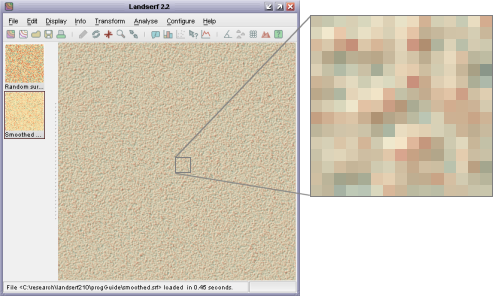 Landserf 2.2
File Edit Display Info Transform Analyse Configure Help
Random sur...
Smoothed ...
File <C:\research\landserf210\progGuide\smoothed.srf> loaded in 0.46 seconds.